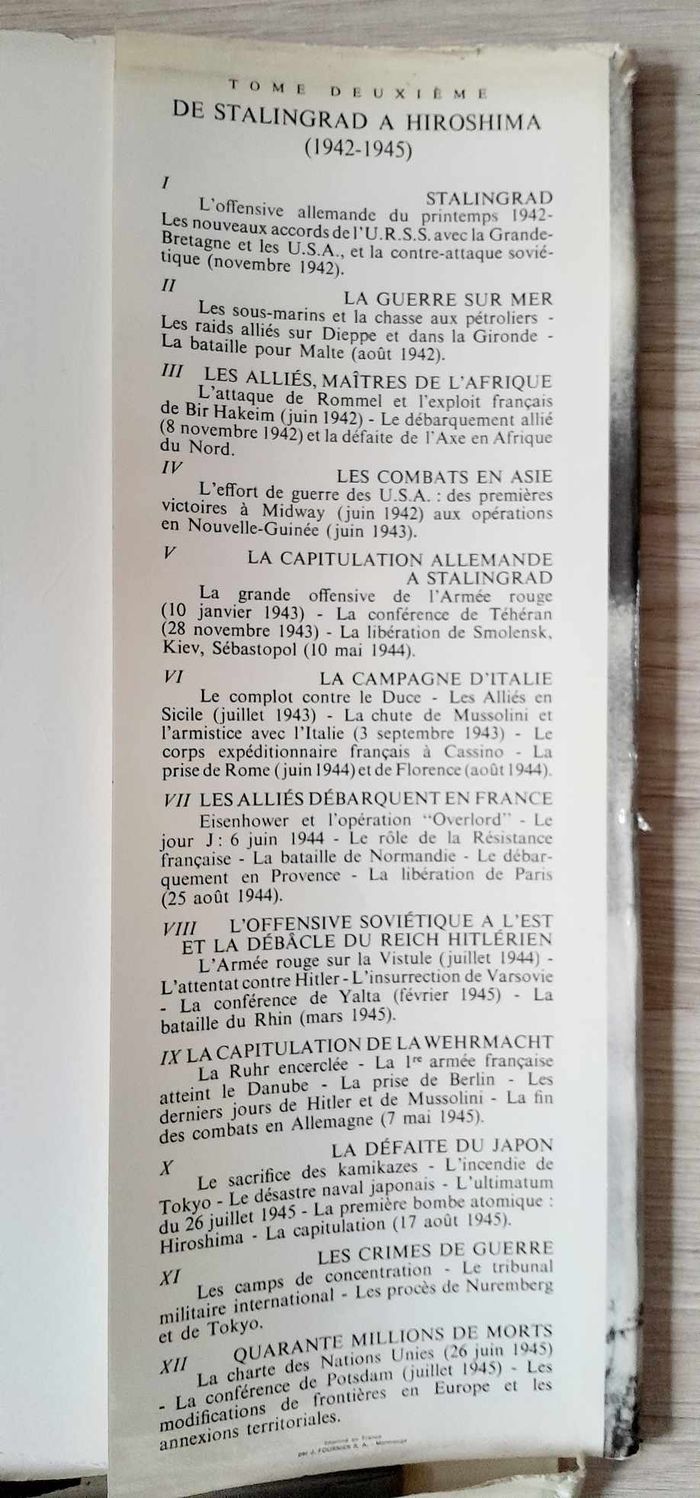 TOME DEUXIÈME
DE STALINGRAD A HIROSHIMA
(1942-1945)
I
STALINGRAD
L'offensive allemande du printemps 1942-
Les nouveaux accords de l'U.R.S.S. avec la Grande-
Bretagne et les U.S.A., et la contre-attaque sovié-
tique (novembre 1942).
II
LA GUERRE SUR MER
Les sous-marins et la chasse aux pétroliers -
Les raids alliés sur Dieppe et dans la Gironde -
La bataille pour Malte (août 1942).
III LES ALLIÉS, MAÎTRES DE L'AFRIQUE
L'attaque de Rommel et l'exploit français
de Bir Hakeim (juin 1942) - Le débarquement allié
(8 novembre 1942) et la défaite de l'Axe en Afrique
du Nord.
IV
LES COMBATS EN ASIE
L'effort de guerre des U.S.A. : des premières
victoires à Midway (juin 1942) aux opérations
en Nouvelle-Guinée (juin 1943).
V LA CAPITULATION ALLEMANDE
A STALINGRAD
La grande offensive de l'Armée rouge
(10 janvier 1943) - La conférence de Téhéran
(28 novembre 1943) - La libération de Smolensk,
Kiev, Sébastopol (10 mai 1944).
VI LA CAMPAGNE D'ITALIE
Le complot contre le Duce - Les Alliés en
Sicile (juillet 1943) - La chute de Mussolini et
l'armistice avec l'Italie (3 septembre 1943) - Le
corps expéditionnaire français à Cassino - La
prise de Rome (juin 1944) et de Florence (août 1944).
VII LES ALLIÉS DÉBARQUENT EN FRANCE
Eisenhower et l'opération "Overlord" - Le
jour J : 6 juin 1944 - Le rôle de la Résistance
française - La bataille de Normandie - Le débar-
quement en Provence - La libération de Paris
(25 août 1944).
VIII L'OFFENSIVE SOVIÉTIQUE A L'EST
ET LA DÉBÂCLE DU REICH HITLÉRIEN
L'Armée rouge sur la Vistule (juillet 1944) -
L'attentat contre Hitler - L'insurrection de Varsovie
- La conférence de Yalta (février 1945) - La
bataille du Rhin (mars 1945).
IX LA CAPITULATION DE LA WEHRMACHT
La Ruhr encerclée - La 1re armée française
atteint le Danube - La prise de Berlin - Les
derniers jours de Hitler et de Mussolini - La fin
des combats en Allemagne (7 mai 1945).
X
LA DÉFAITE DU JAPON
Le sacrifice des kamikazes - L'incendie de
Tokyo - Le désastre naval japonais - L'ultimatum
du 26 juillet 1945 - La première bombe atomique :
Hiroshima - La capitulation (17 août 1945).
XI
LES CRIMES DE GUERRE
Les camps de concentration - Le tribunal
militaire international - Les procès de Nuremberg
et de Tokyo.
XII
QUARANTE MILLIONS DE MORTS
La charte des Nations Unies (26 juin 1945)
- La conférence de Potsdam (juillet 1945) - Les
modifications de frontières en Europe et les
annexions territoriales.
en France
par J. FOURNIER S. A. -